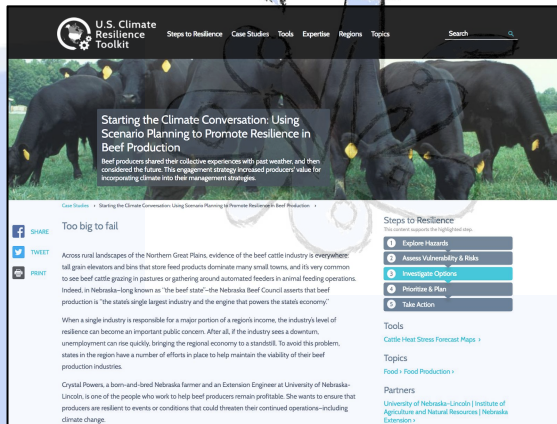 U.S. Climate
Resilience
Toolkit
Steps to Resilience Case Studies Tools Expertise Regions Topics
Search
Starting the Climate Conversation: Using
Scenario Planning to Promote Resilience in
Beef Production
Beef producers shared their collective experiences with past weather, and then
considered the future. This engagement strategy increased producers' value for
incorporating climate into their management strategies.
Case Studies › Starting the Climate Conversation: Using Scenario Planning to Promote Resilience in Beef Production ›
SHARE
TWEET
PRINT
Too big to fail
Across rural landscapes of the Northern Great Plains, evidence of the beef cattle industry is everywhere:
tall grain elevators and bins that store feed products dominate many small towns, and it's very common
to see beef cattle grazing in pastures or gathering around automated feeders in animal feeding operations.
Indeed, in Nebraska–long known as "the beef state"–the Nebraska Beef Council asserts that beef
production is "the state's single largest industry and the engine that powers the state's economy."
When a single industry is responsible for a major portion of a region's income, the industry's level of
resilience can become an important public concern. After all, if the industry sees a downturn,
unemployment can rise quickly, bringing the regional economy to a standstill. To avoid this problem,
states in the region have a number of efforts in place to help maintain the viability of their beef
production industries.
Crystal Powers, a born-and-bred Nebraska farmer and an Extension Engineer at University of Nebraska-
Lincoln, is one of the people who work to help beef producers remain profitable. She wants to ensure that
producers are resilient to events or conditions that could threaten their continued operations–including
climate change.
Steps to Resilience
This content supports the highlighted step.
1 Explore Hazards
2 Assess Vulnerability & Risks
3 Investigate Options
4 Prioritize & Plan
5 Take Action
Tools
Cattle Heat Stress Forecast Maps ›
Topics
Food › Food Production ›
Partners
University of Nebraska-Lincoln | Institute of
Agriculture and Natural Resources | Nebraska
Extension ›